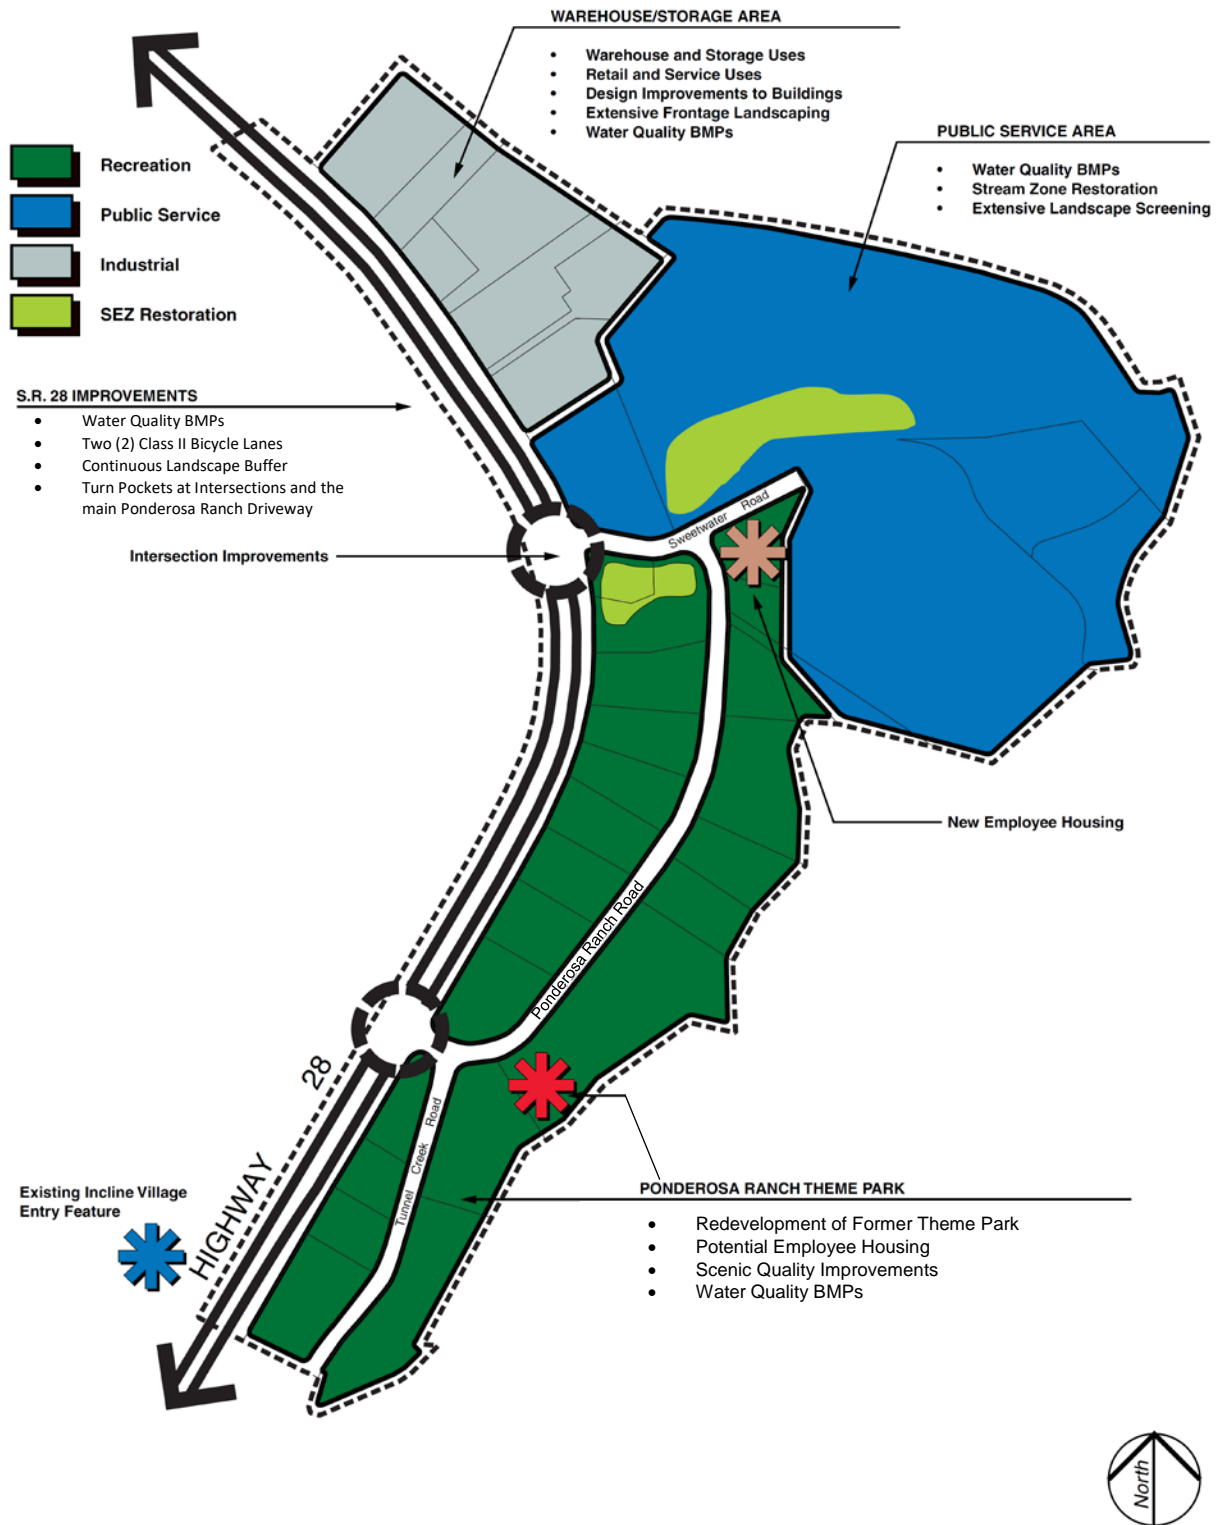 WAREHOUSE/STORAGE AREA
• Warehouse and Storage Uses
• Retail and Service Uses
• Design Improvements to Buildings
• Extensive Frontage Landscaping
• Water Quality BMPs
PUBLIC SERVICE AREA
• Water Quality BMPs
• Stream Zone Restoration
• Extensive Landscape Screening
Recreation
Public Service
Industrial
SEZ Restoration
S.R. 28 IMPROVEMENTS
• Water Quality BMPs
• Two (2) Class II Bicycle Lanes
• Continuous Landscape Buffer
• Turn Pockets at Intersections and the
main Ponderosa Ranch Driveway
Intersection Improvements
Sweetwater Road
New Employee Housing
Ponderosa Ranch Road
HIGHWAY 28
Tunnel Creek Road
Existing Incline Village
Entry Feature
PONDEROSA RANCH THEME PARK
• Redevelopment of Former Theme Park
• Potential Employee Housing
• Scenic Quality Improvements
• Water Quality BMPs
North